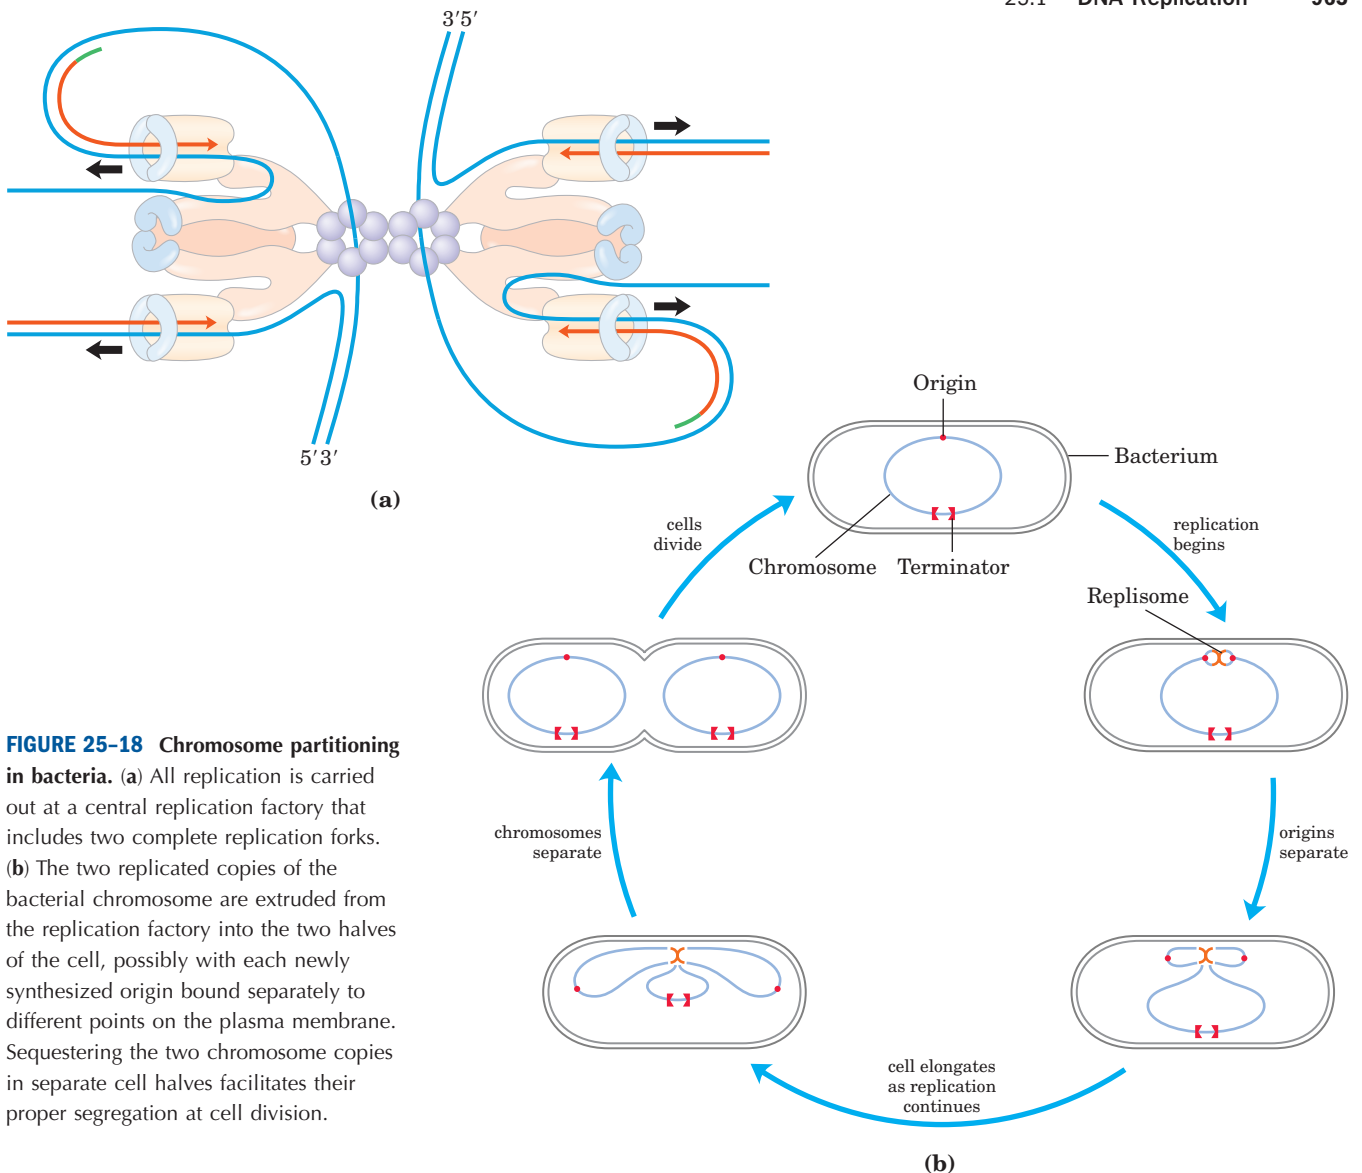 3′5′
5′3′
(a)
Origin
Bacterium
cells
divide
replication
begins
Chromosome
Terminator
Replisome
FIGURE 25–18 Chromosome partitioning
in bacteria. (a) All replication is carried
out at a central replication factory that
includes two complete replication forks.
(b) The two replicated copies of the
bacterial chromosome are extruded from
the replication factory into the two halves
of the cell, possibly with each newly
synthesized origin bound separately to
different points on the plasma membrane.
Sequestering the two chromosome copies
in separate cell halves facilitates their
proper segregation at cell division.
chromosomes
separate
origins
separate
cell elongates
as replication
continues
(b)